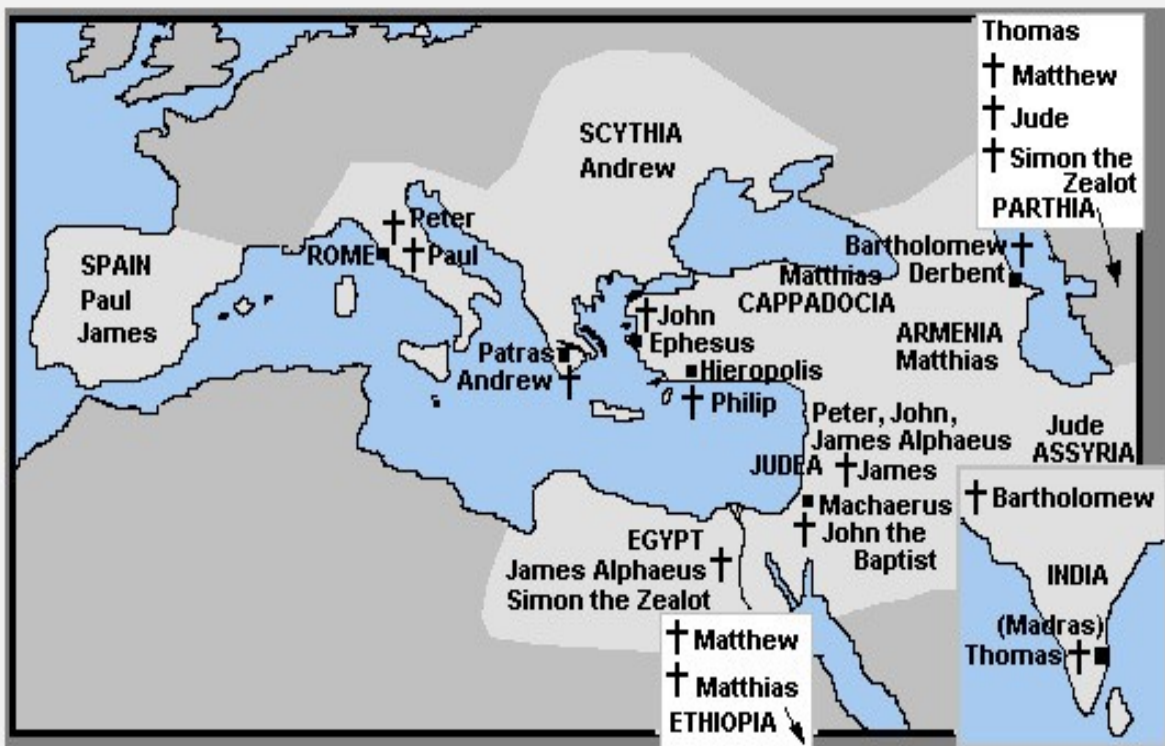 Thomas
Matthew
Jude
Simon the
Zealot
PARTHIA
SCYTHIA
Andrew
Peter
ROME Paul
SPAIN
Paul
James
Bartholomew
Derbent
Matthias
CAPPADOCIA
ARMENIA
Matthias
John
Ephesus
Patras
Andrew
Hieropolis
Philip
Peter, John,
James Alphaeus
JUDEA James
Machaerus
John the
Baptist
Jude
ASSYRIA
EGYPT
James Alphaeus
Simon the Zealot
Matthew
Matthias
ETHIOPIA
Bartholomew
INDIA
(Madras)
Thomas